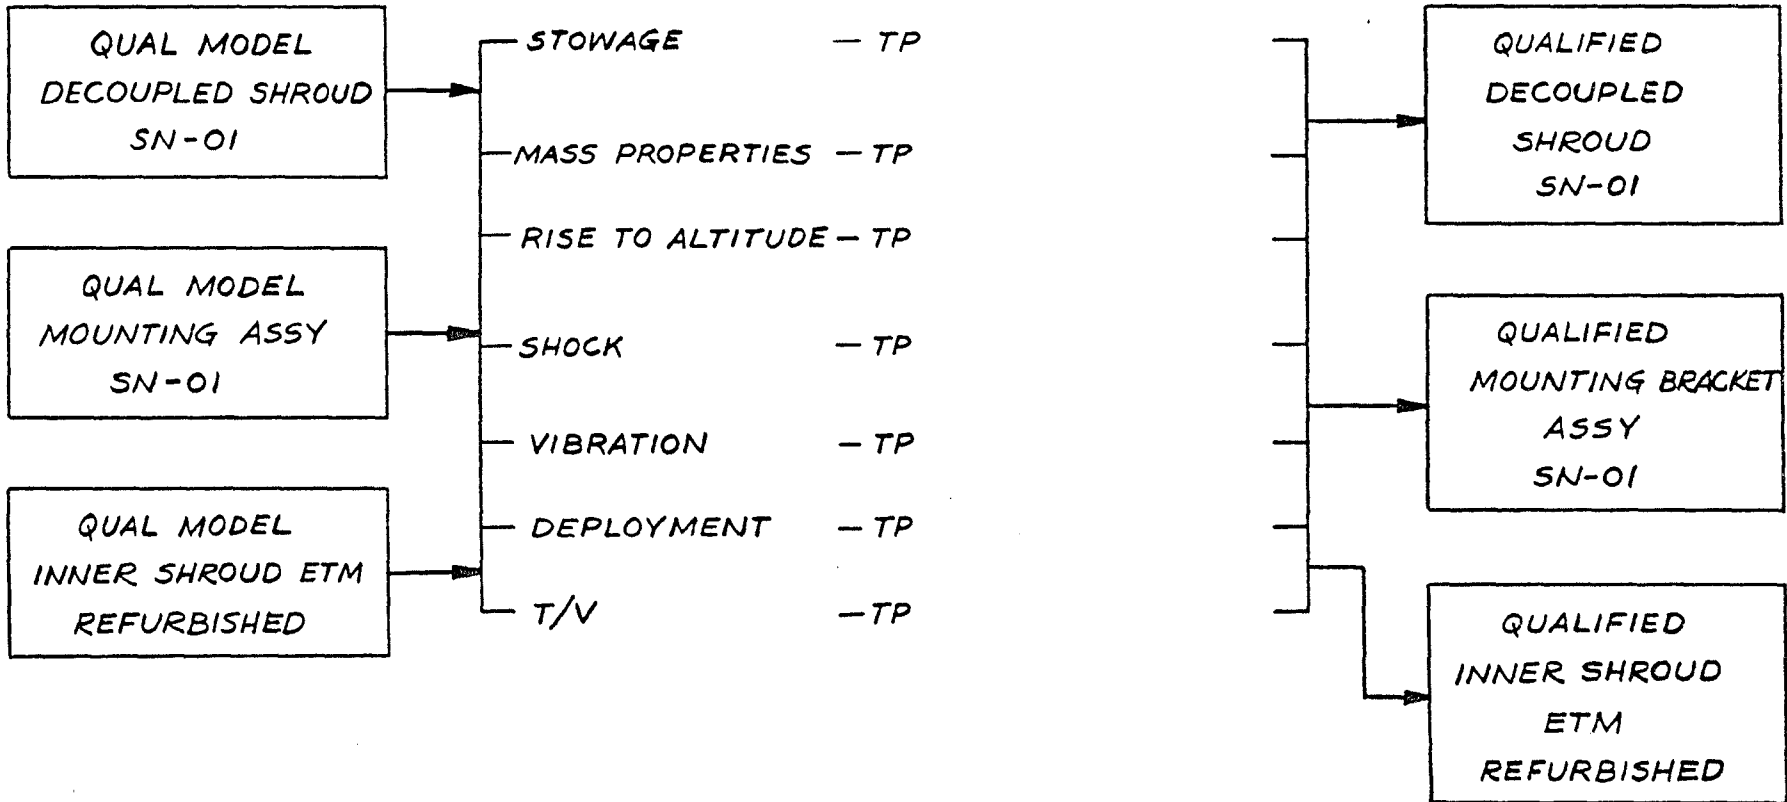 QUAL MODEL
DECOUPLED SHROUD
SN-01
QUAL MODEL
MOUNTING ASSY
SN-01
QUAL MODEL
INNER SHROUD ETM
REFURBISHED
STOWAGE — TP
MASS PROPERTIES — TP
RISE TO ALTITUDE — TP
SHOCK — TP
VIBRATION — TP
DEPLOYMENT — TP
T/V — TP
QUALIFIED
DECOUPLED
SHROUD
SN-01
QUALIFIED
MOUNTING BRACKET
ASSY
SN-01
QUALIFIED
INNER SHROUD
ETM
REFURBISHED